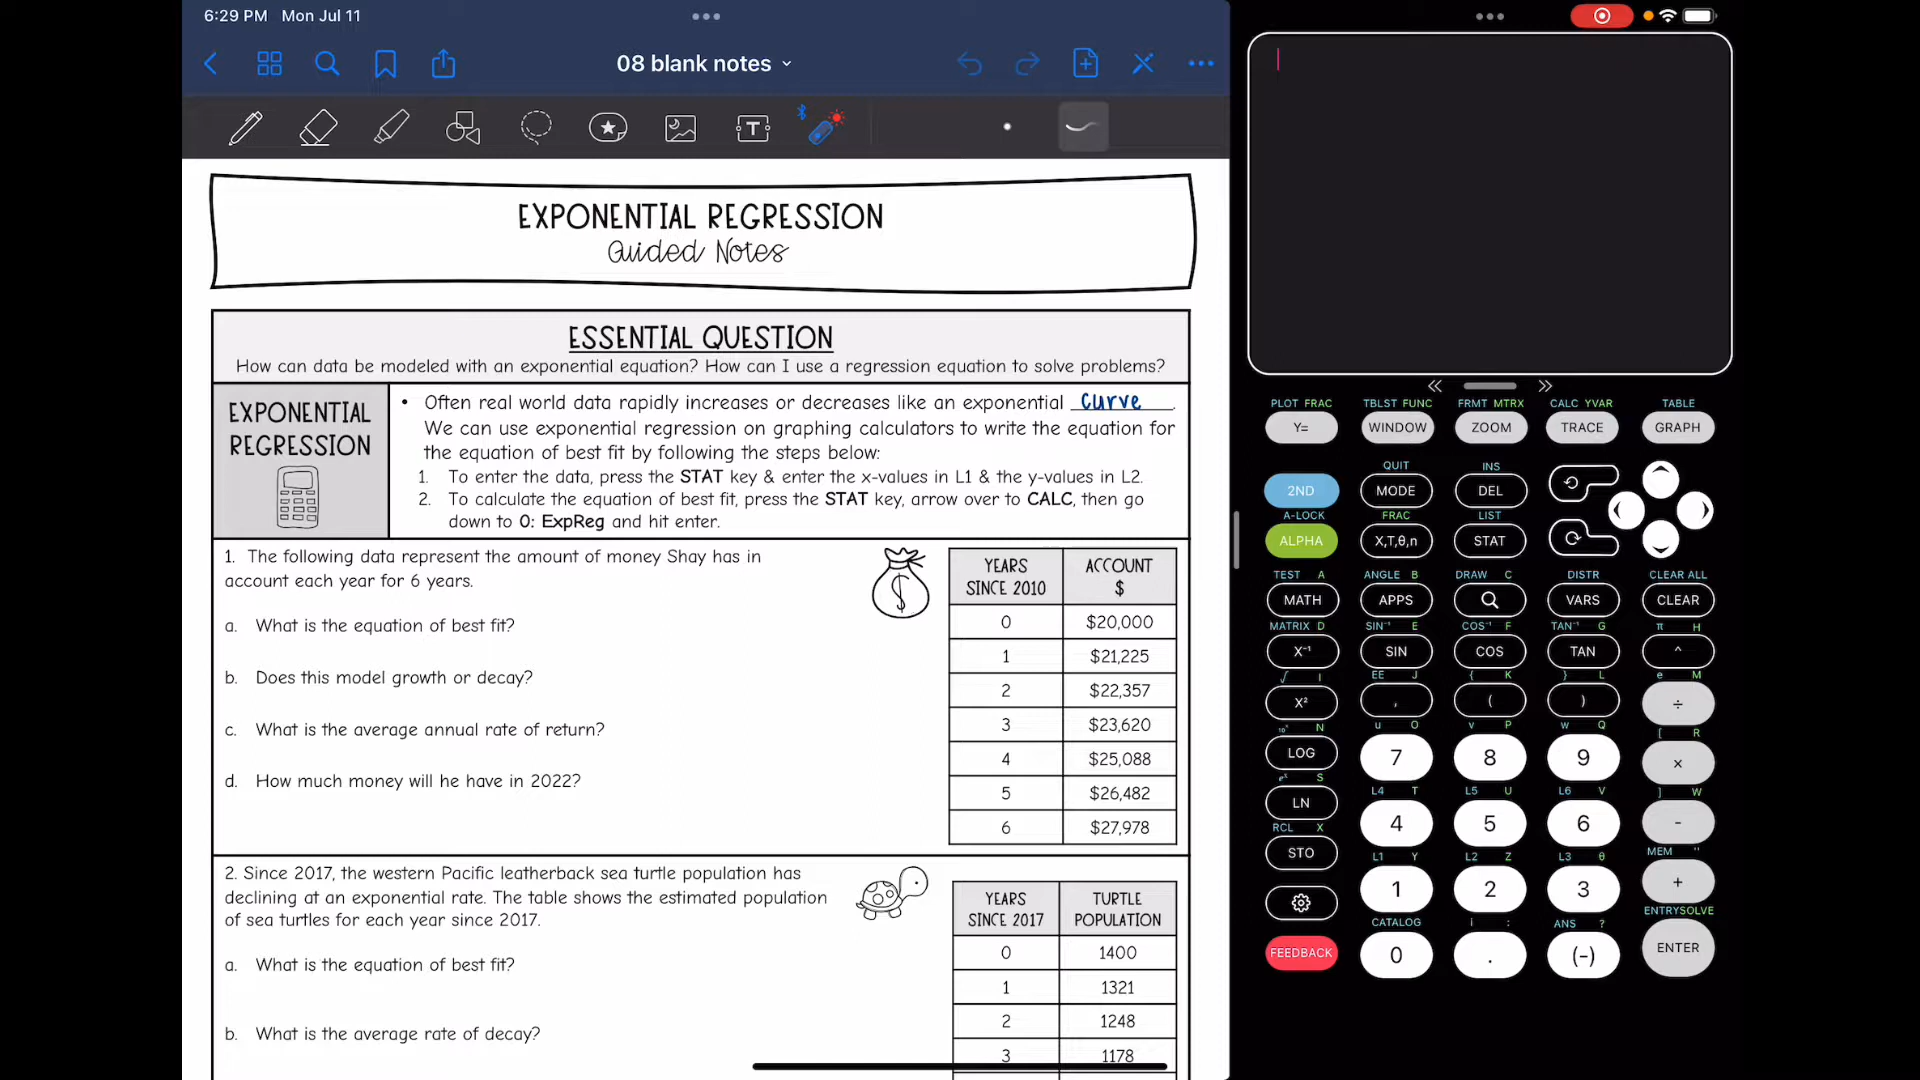 6:29 PM Mon Jul 11
08 blank notes
T
EXPONENTIAL REGRESSION
Guided Notes
ESSENTIAL QUESTION
How can data be modeled with an exponential equation? How can I use a regression equation to solve problems?
EXPONENTIAL
REGRESSION
• Often real world data rapidly increases or decreases like an exponential curve.
We can use exponential regression on graphing calculators to write the equation for
the equation of best fit by following the steps below:
1. To enter the data, press the STAT key & enter the x-values in L1 & the y-values in L2.
2. To calculate the equation of best fit, press the STAT key, arrow over to CALC, then go
down to 0: ExpReg and hit enter.
1. The following data represent the amount of money Shay has in
account each year for 6 years.
a. What is the equation of best fit?
b. Does this model growth or decay?
c. What is the average annual rate of return?
d. How much money will he have in 2022?
$
YEARS SINCE 2010 ACCOUNT $
0 $20,000
1 $21,225
2 $22,357
3 $23,620
4 $25,088
5 $26,482
6 $27,978
2. Since 2017, the western Pacific leatherback sea turtle population has
declining at an exponential rate. The table shows the estimated population
of sea turtles for each year since 2017.
a. What is the equation of best fit?
b. What is the average rate of decay?
YEARS SINCE 2017 TURTLE POPULATION
0 1400
1 1321
2 1248
3 1178
PLOT FRAC TBLST FUNC FRMT MTRX CALC YVAR TABLE
Y= WINDOW ZOOM TRACE GRAPH
QUIT INS
2ND MODE DEL
A-LOCK FRAC LIST
ALPHA X,T,θ,n STAT
TEST A ANGLE B DRAW C DISTR CLEAR ALL
MATH APPS VARS CLEAR
MATRIX D SIN⁻¹ E COS⁻¹ F TAN⁻¹ G π H
X⁻¹ SIN COS TAN ^
√ I EE J { K } L e M
X² , ( ) ÷
10ˣ N u O v P w Q [ R
LOG 7 8 9 ×
eˣ S L4 T L5 U L6 V ] W
LN 4 5 6 -
RCL X L1 Y L2 Z L3 θ MEM "
STO 1 2 3 +
CATALOG i : ANS ? ENTRY SOLVE
FEEDBACK 0 . (-) ENTER